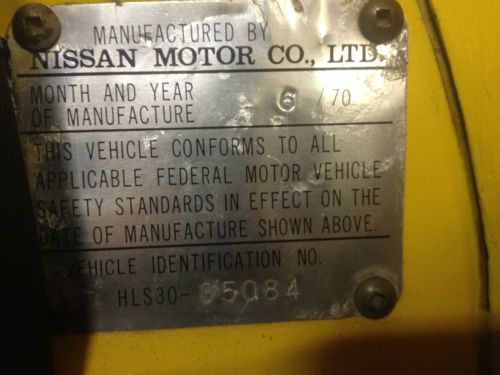 MANUFACTURED BY
NISSAN MOTOR CO., LTD.
MONTH AND YEAR
OF MANUFACTURE 6 /70
THIS VEHICLE CONFORMS TO ALL
APPLICABLE FEDERAL MOTOR VEHICLE
SAFETY STANDARDS IN EFFECT ON THE
DATE OF MANUFACTURE SHOWN ABOVE.
VEHICLE IDENTIFICATION NO.
HLS30-05084